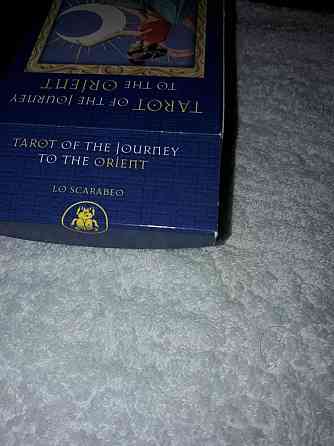 TAROT OF THE JOURNEY
TO THE ORIENT
TAROT OF THE JOURNEY
TO THE ORIENT
LO SCARABEO